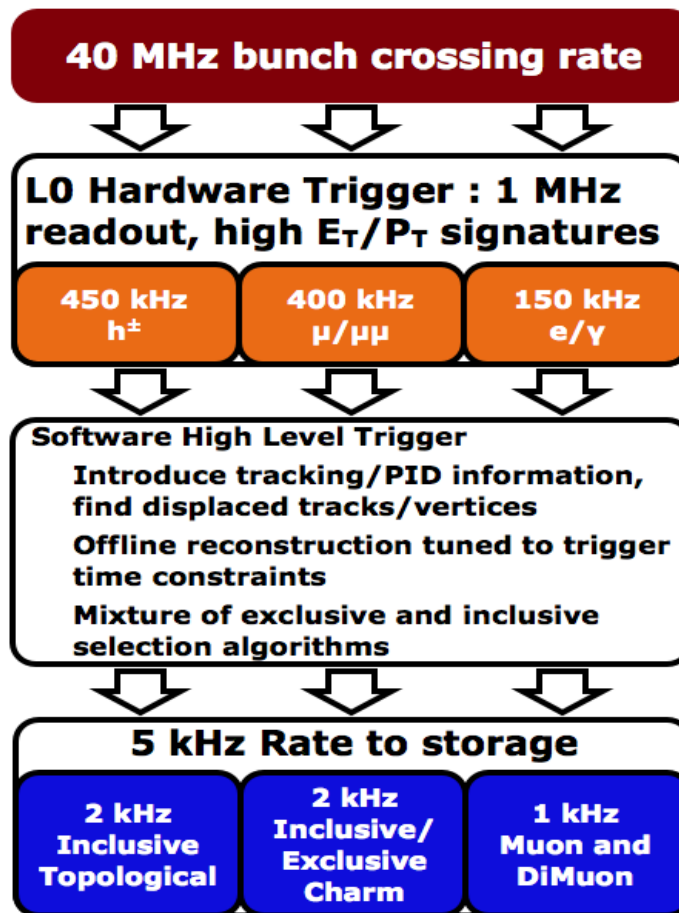 40 MHz bunch crossing rate
L0 Hardware Trigger : 1 MHz
readout, high E_T/P_T signatures
450 kHz
h±
400 kHz
μ/μμ
150 kHz
e/γ
Software High Level Trigger
Introduce tracking/PID information,
find displaced tracks/vertices
Offline reconstruction tuned to trigger
time constraints
Mixture of exclusive and inclusive
selection algorithms
5 kHz Rate to storage
2 kHz
Inclusive
Topological
2 kHz
Inclusive/
Exclusive
Charm
1 kHz
Muon and
DiMuon